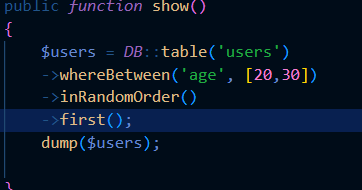 public function show()
{
$users = DB::table('users')
->whereBetween('age', [20,30])
->inRandomOrder()
->first();
dump($users);
}